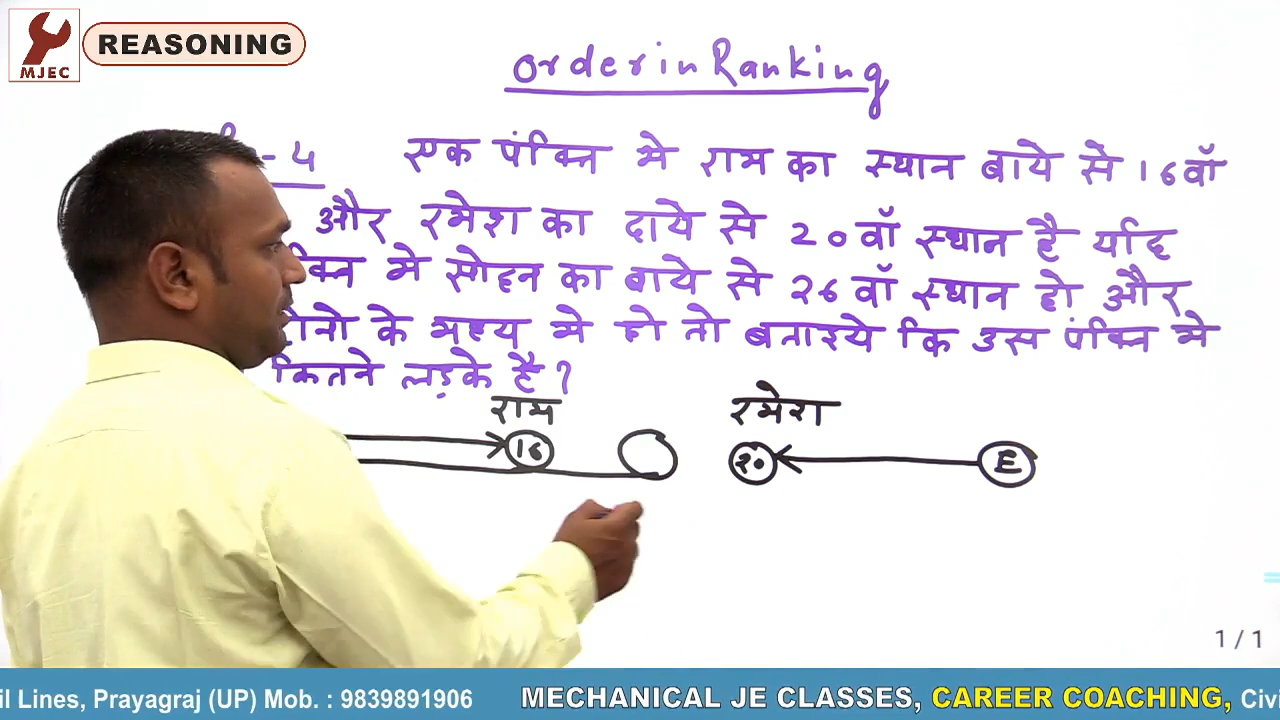 MJEC
REASONING
Order in Ranking
- 4 एक पंक्ति मे राम का स्थान बाये से 16वॉ
और रमेश का दाये से 20वॉ स्थान है यदि
मे सोहन का बाये से 26वॉ स्थान हो और
के मध्य मे हो तो बताइये कि उस पंक्ति मे
कितने लड़के है?
राम
रमेश
16
20
E
1 / 1
il Lines, Prayagraj (UP) Mob. : 9839891906 MECHANICAL JE CLASSES, CAREER COACHING, Civi